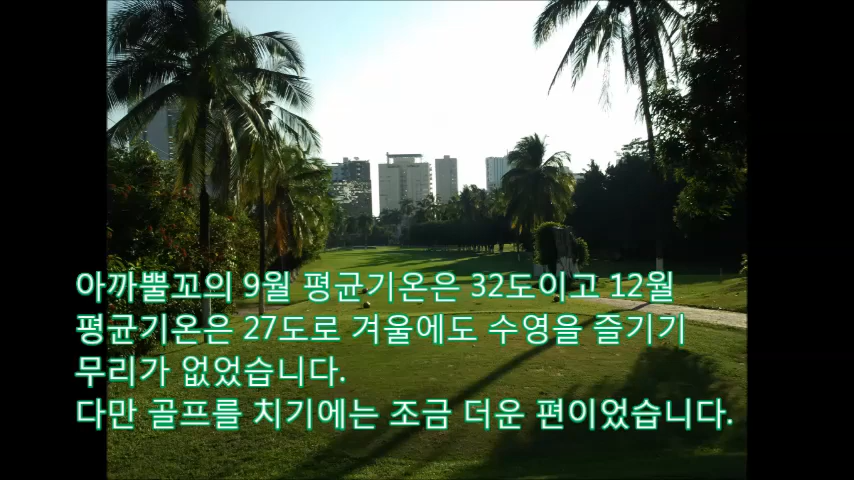 아까뿔꼬의 9월 평균기온은 32도이고 12월
평균기온은 27도로 겨울에도 수영을 즐기기
무리가 없었습니다.
다만 골프를 치기에는 조금 더운 편이었습니다.